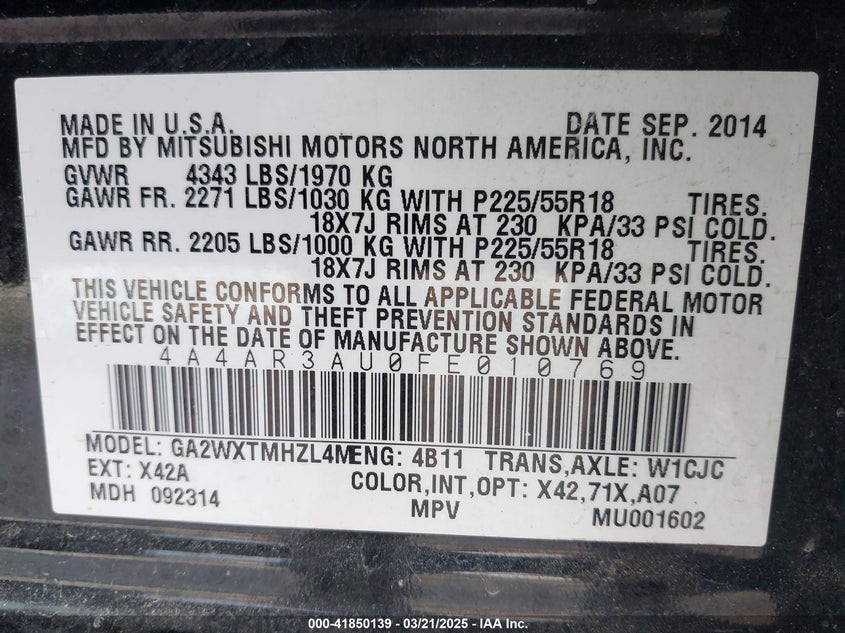 MADE IN U.S.A. DATE SEP. 2014
MFD BY MITSUBISHI MOTORS NORTH AMERICA, INC.
GVWR 4343 LBS/1970 KG
GAWR FR. 2271 LBS/1030 KG WITH P225/55R18 TIRES.
18X7J RIMS AT 230 KPA/33 PSI COLD.
GAWR RR. 2205 LBS/1000 KG WITH P225/55R18 TIRES.
18X7J RIMS AT 230 KPA/33 PSI COLD.
THIS VEHICLE CONFORMS TO ALL APPLICABLE FEDERAL MOTOR
VEHICLE SAFETY AND THEFT PREVENTION STANDARDS IN
EFFECT ON THE DATE OF MANUFACTURE SHOWN ABOVE.
4A4AR3AU0FE010769
MODEL: GA2WXTMHZL4M ENG: 4B11 TRANS,AXLE: W1CJC
EXT: X42A COLOR,INT,OPT: X42,71X,A07
MDH 092314 MPV MU001602
000-41850139 - 03/21/2025 - © IAA Inc.